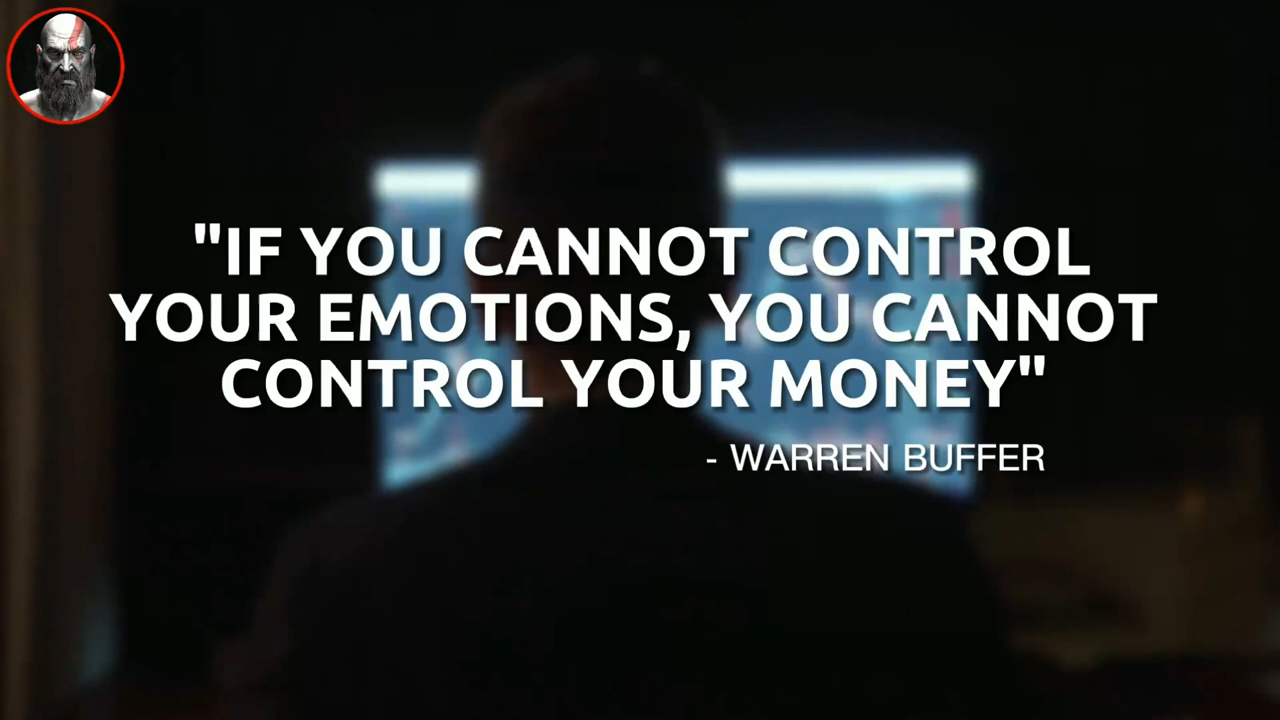 "IF YOU CANNOT CONTROL
YOUR EMOTIONS, YOU CANNOT
CONTROL YOUR MONEY"
- WARREN BUFFER